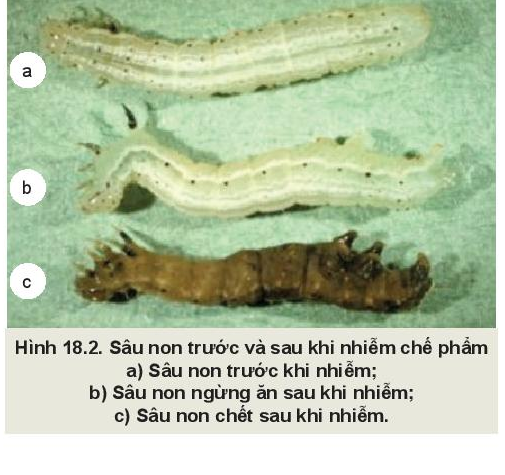 a
b
c
Hình 18.2. Sâu non trước và sau khi nhiễm chế phẩm
a) Sâu non trước khi nhiễm;
b) Sâu non ngừng ăn sau khi nhiễm;
c) Sâu non chết sau khi nhiễm.